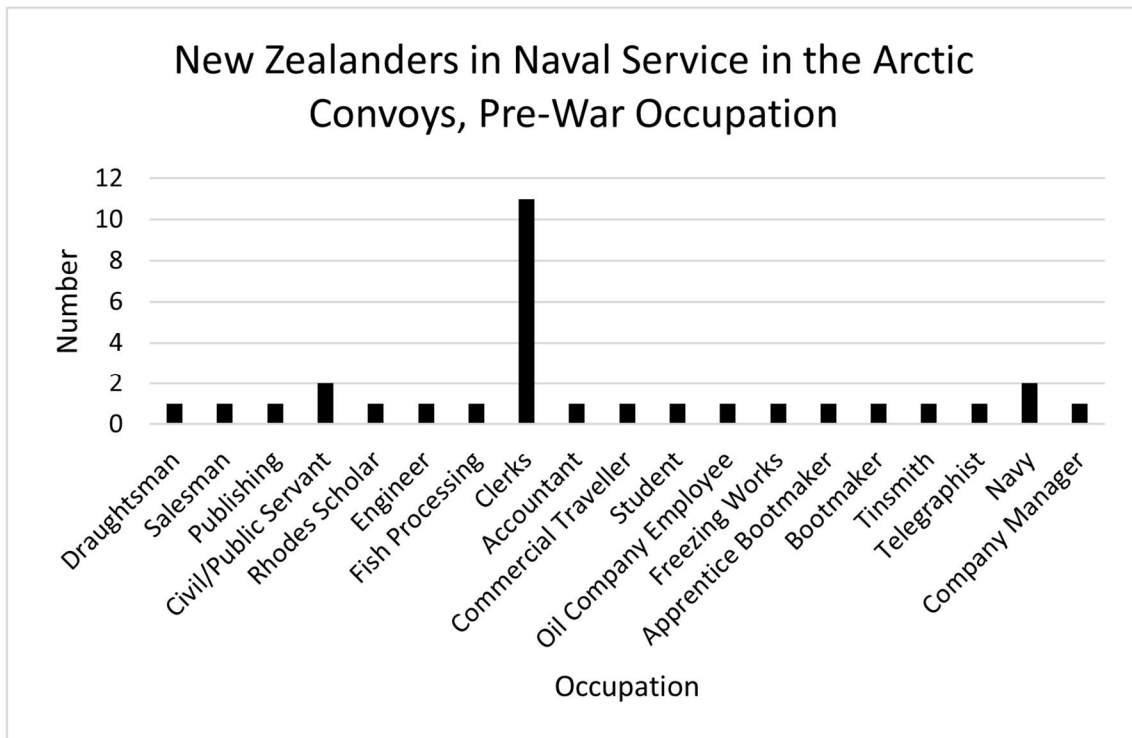 New Zealanders in Naval Service in the Arctic
Convoys, Pre-War Occupation
12
10
8
6
4
2
0
Number
Draughtsman
Salesman
Publishing
Civil/Public Servant
Rhodes Scholar
Engineer
Fish Processing
Clerks
Accountant
Commercial Traveller
Student
Oil Company Employee
Freezing Works
Apprentice Bootmaker
Bootmaker
Tinsmith
Telegraphist
Navy
Company Manager
Occupation